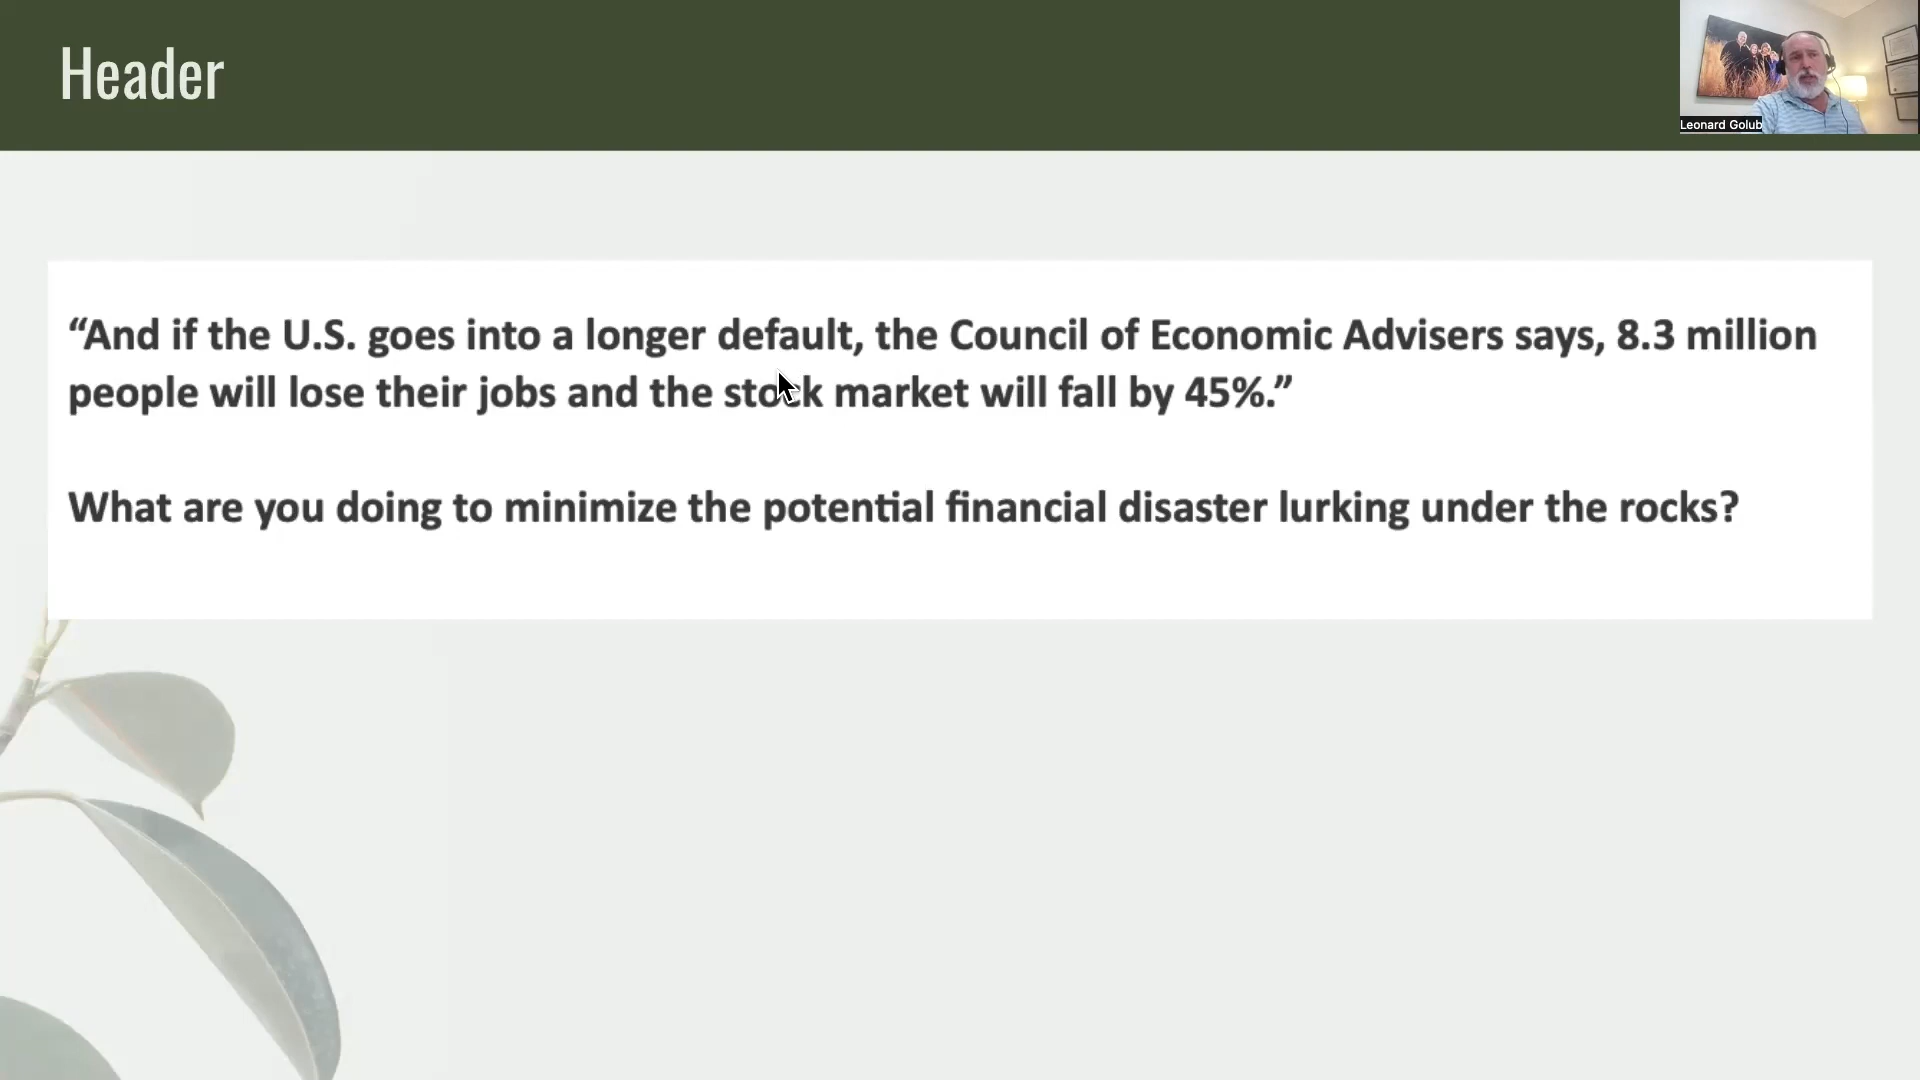 Header
Leonard Golub
“And if the U.S. goes into a longer default, the Council of Economic Advisers says, 8.3 million
people will lose their jobs and the stock market will fall by 45%.”
What are you doing to minimize the potential financial disaster lurking under the rocks?